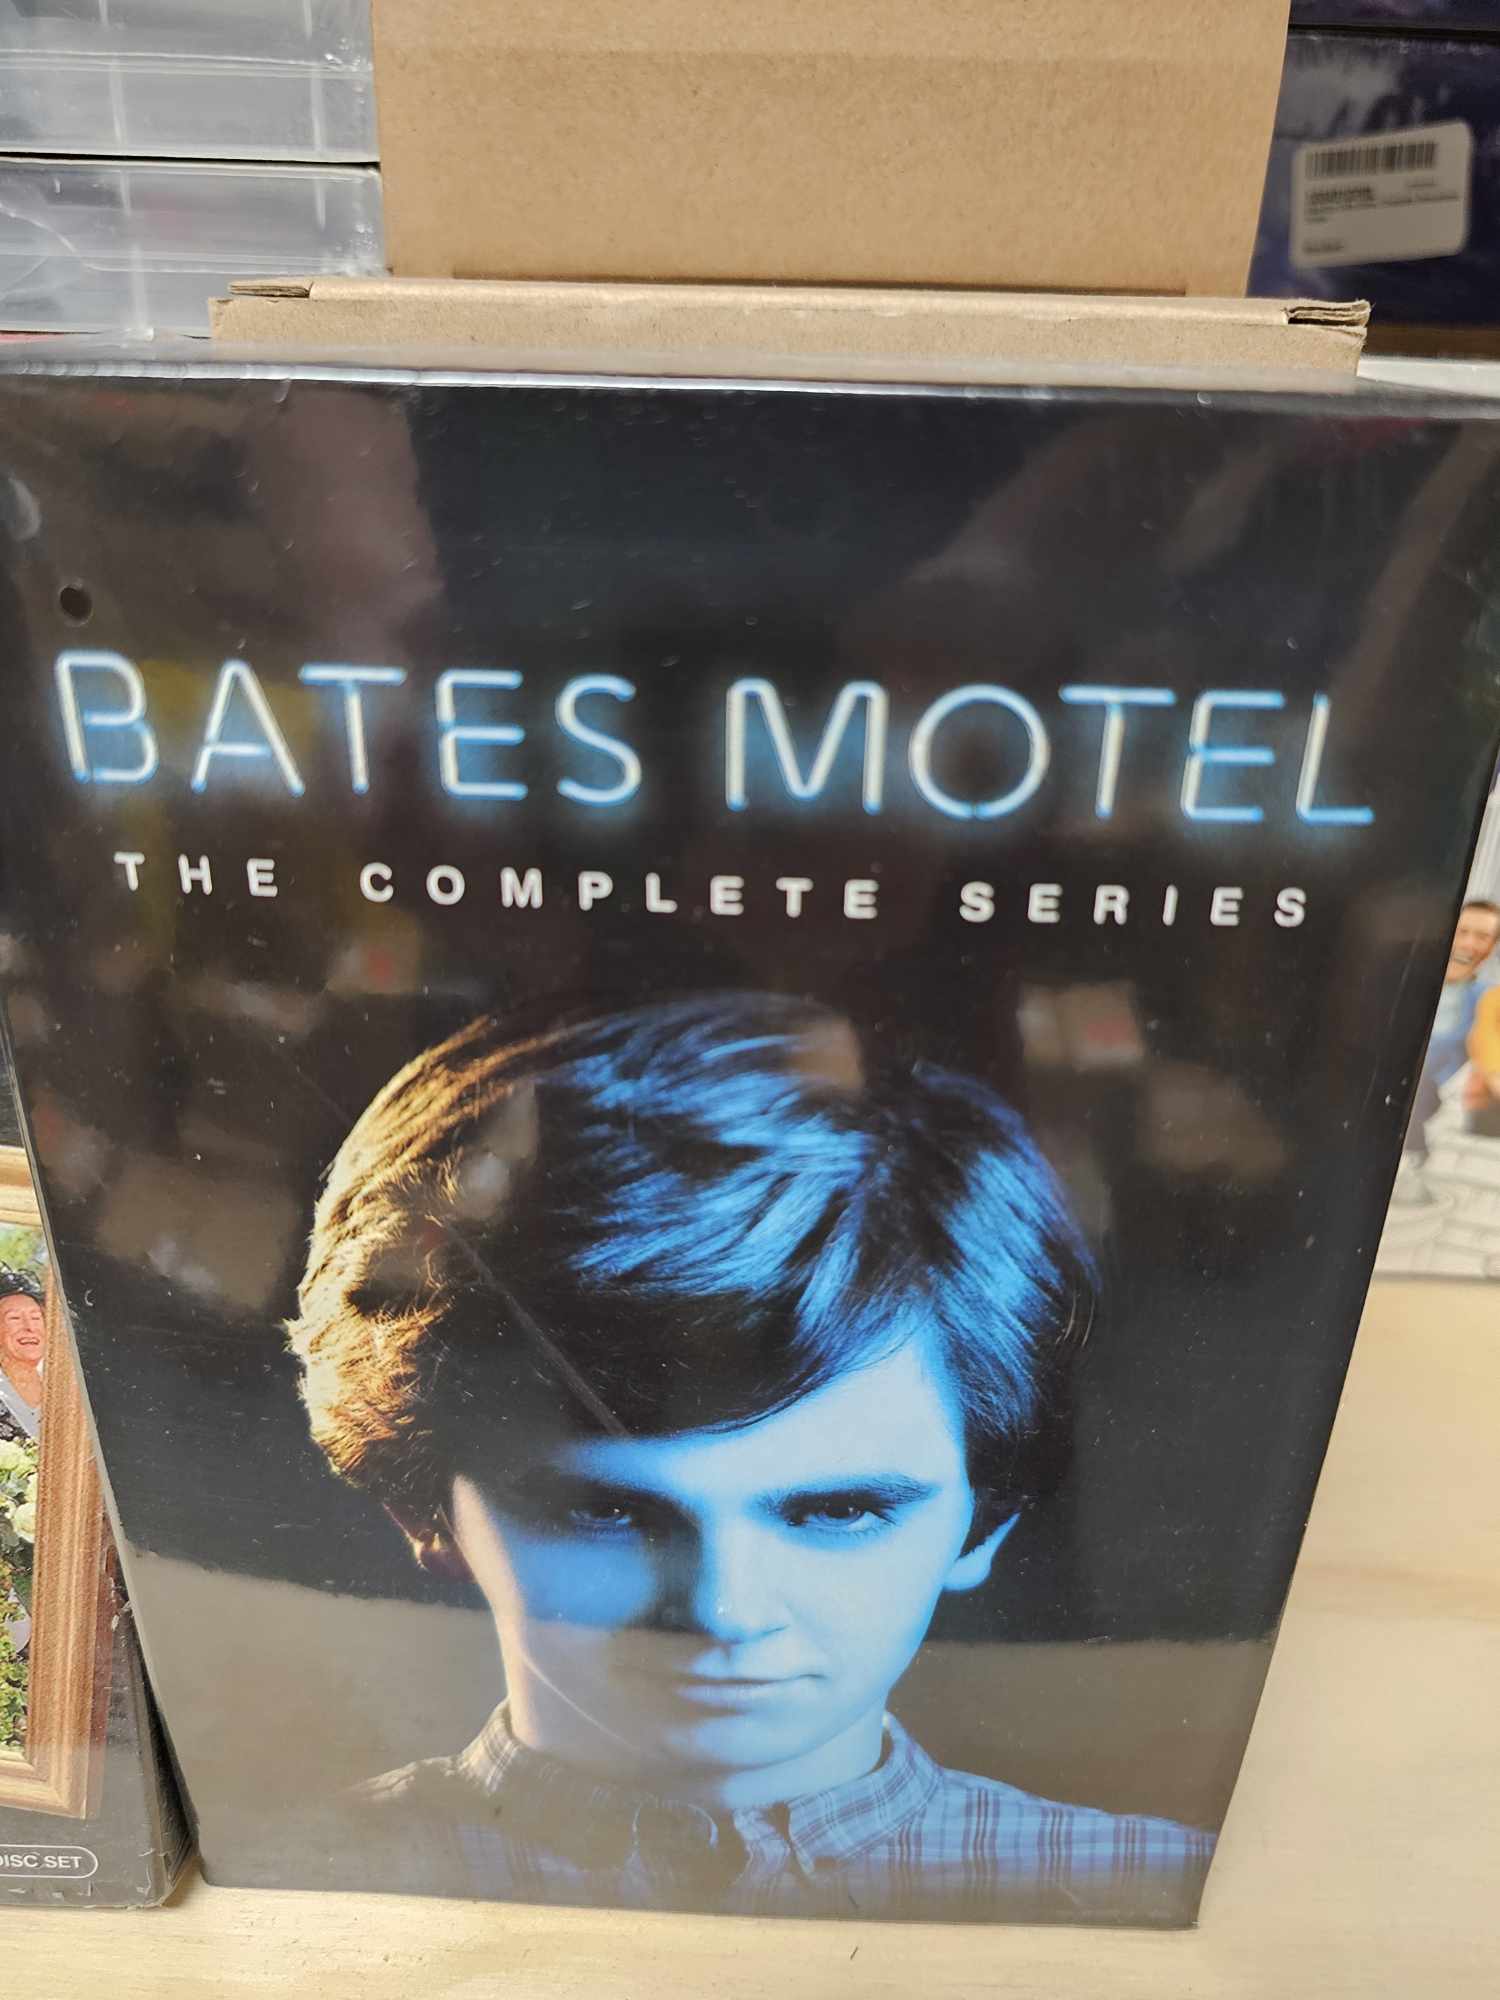 BATES MOTEL
THE COMPLETE SERIES
DISC SET